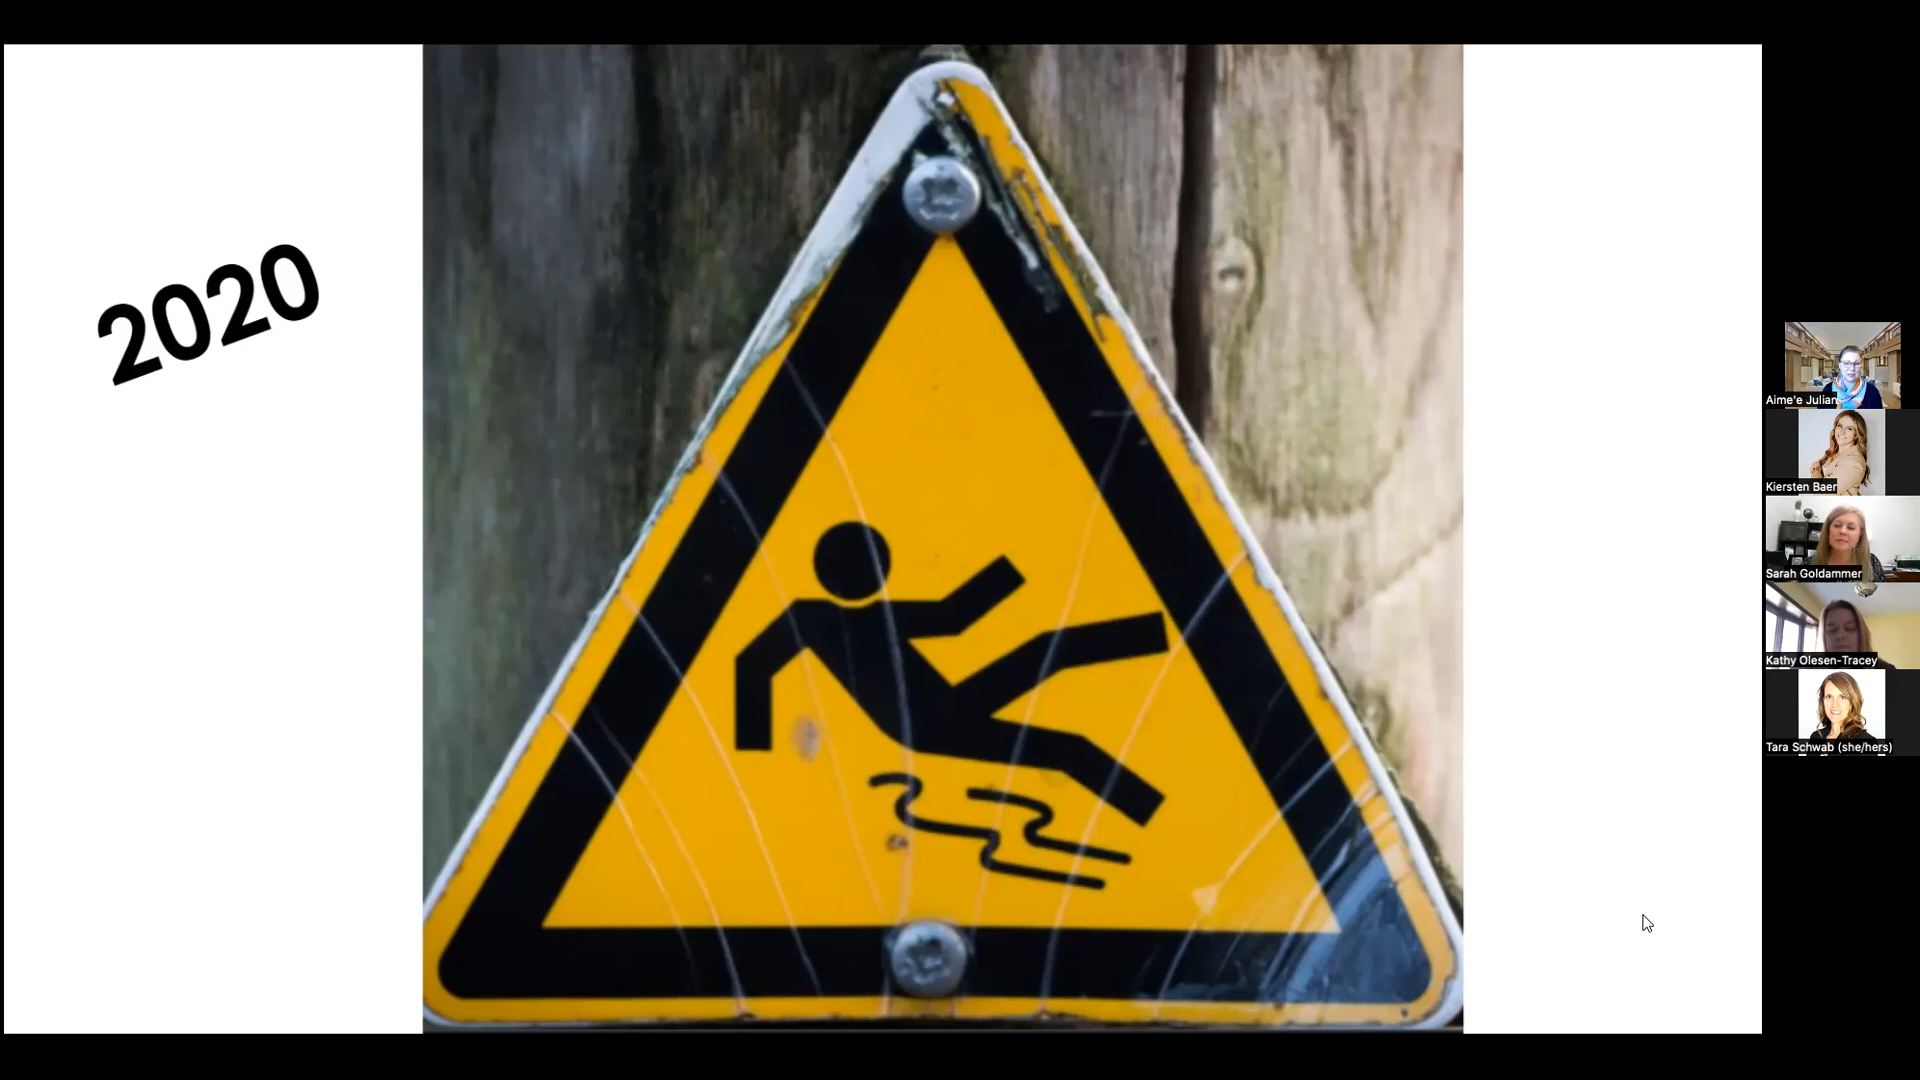 2020
Aime'e Julian
Kiersten Baer
Sarah Goldammer
Kathy Olesen-Tracey
Tara Schwab (she/hers)